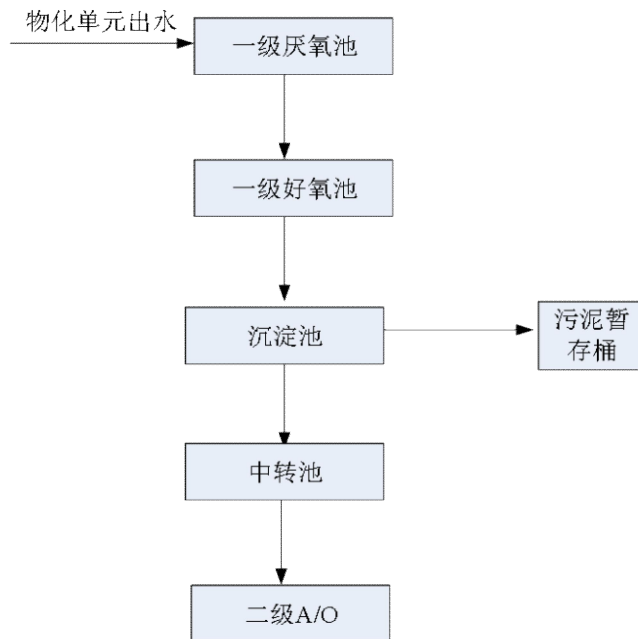 物化单元出水
一级厌氧池
一级好氧池
沉淀池
污泥暂
存桶
中转池
二级A/O